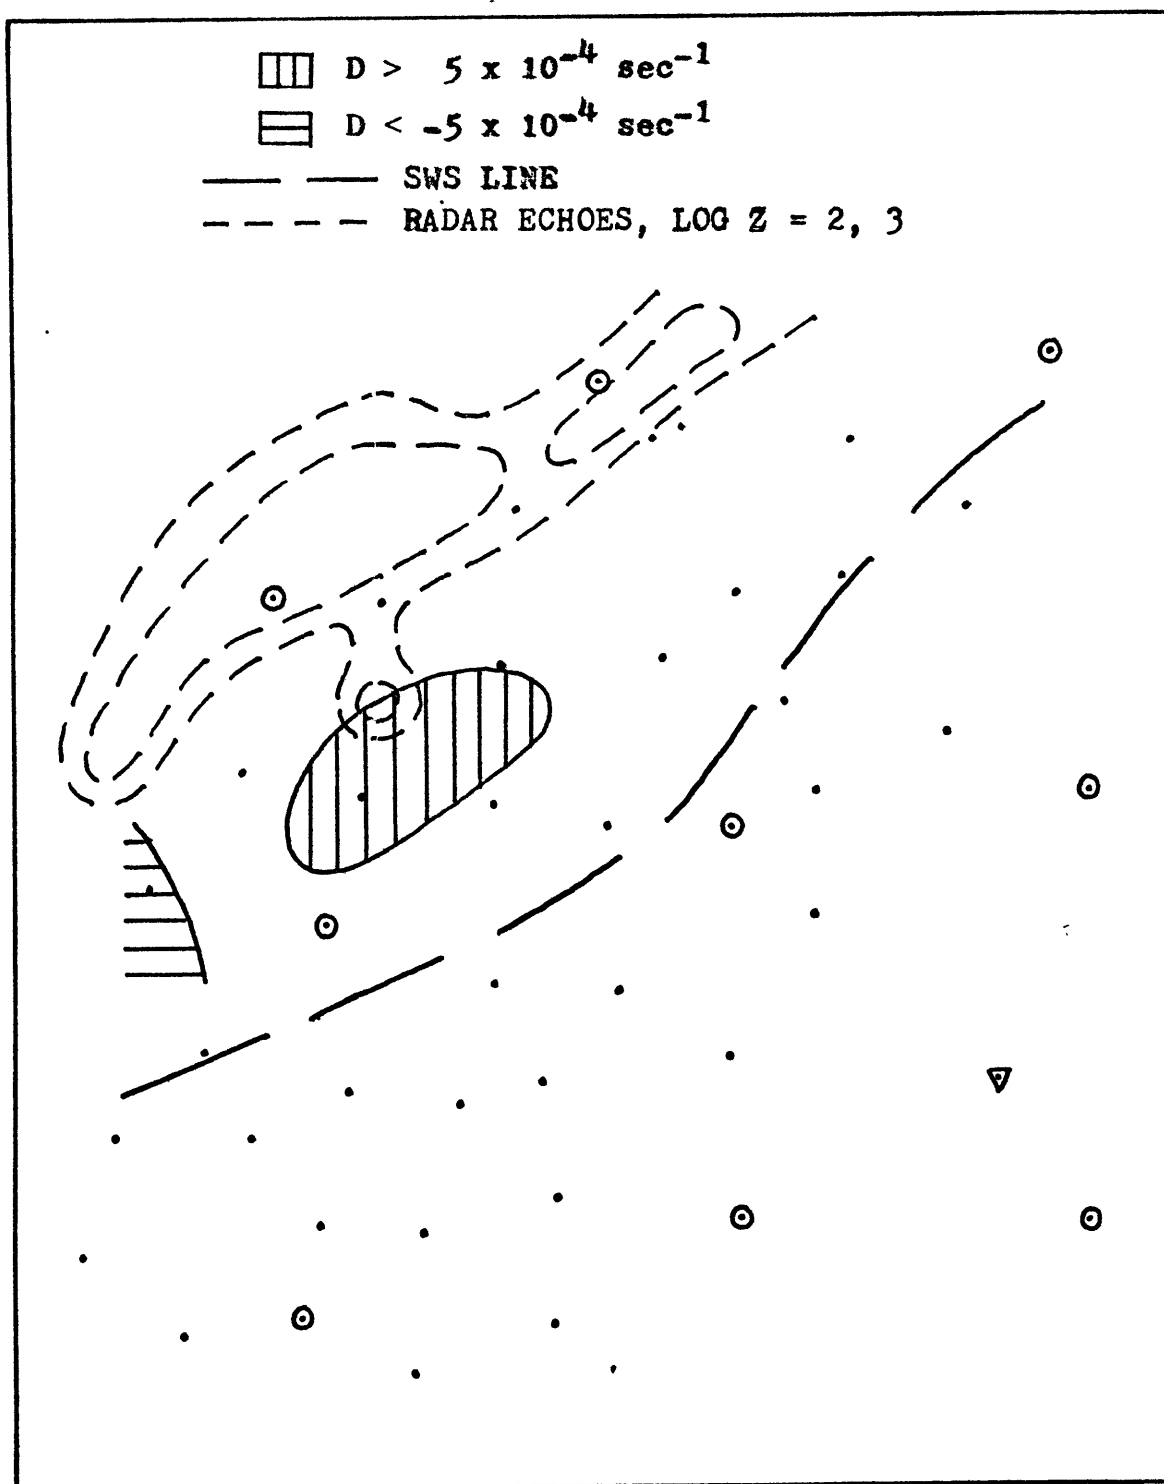 D > 5 x 10⁻⁴ sec⁻¹
D < -5 x 10⁻⁴ sec⁻¹
SWS LINE
RADAR ECHOES, LOG Z = 2, 3